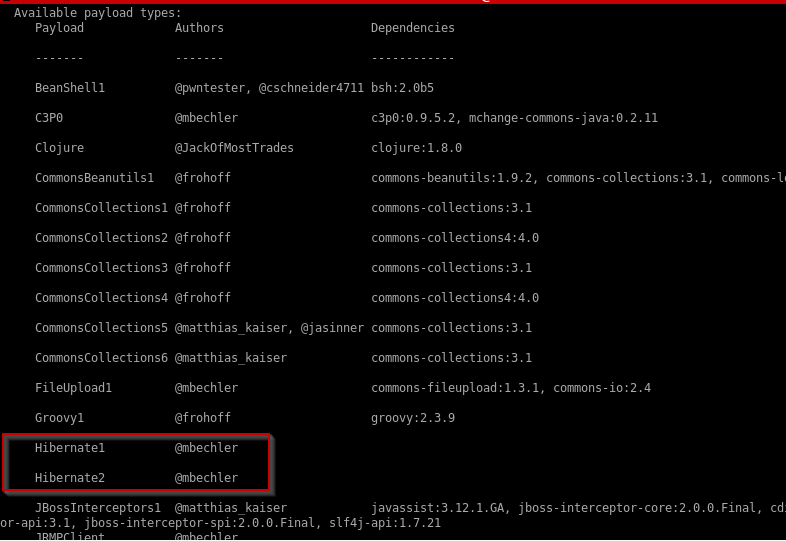 Available payload types:
Payload Authors Dependencies
------- ------- ------------
BeanShell1 @pwntester, @cschneider4711 bsh:2.0b5
C3P0 @mbechler c3p0:0.9.5.2, mchange-commons-java:0.2.11
Clojure @JackOfMostTrades clojure:1.8.0
CommonsBeanutils1 @frohoff commons-beanutils:1.9.2, commons-collections:3.1, commons-lo
CommonsCollections1 @frohoff commons-collections:3.1
CommonsCollections2 @frohoff commons-collections4:4.0
CommonsCollections3 @frohoff commons-collections:3.1
CommonsCollections4 @frohoff commons-collections4:4.0
CommonsCollections5 @matthias_kaiser, @jasinner commons-collections:3.1
CommonsCollections6 @matthias_kaiser commons-collections:3.1
FileUpload1 @mbechler commons-fileupload:1.3.1, commons-io:2.4
Groovy1 @frohoff groovy:2.3.9
Hibernate1 @mbechler
Hibernate2 @mbechler
JBossInterceptors1 @matthias_kaiser javassist:3.12.1.GA, jboss-interceptor-core:2.0.0.Final, cdi
or-api:3.1, jboss-interceptor-spi:2.0.0.Final, slf4j-api:1.7.21
JRMPClient @mbechler